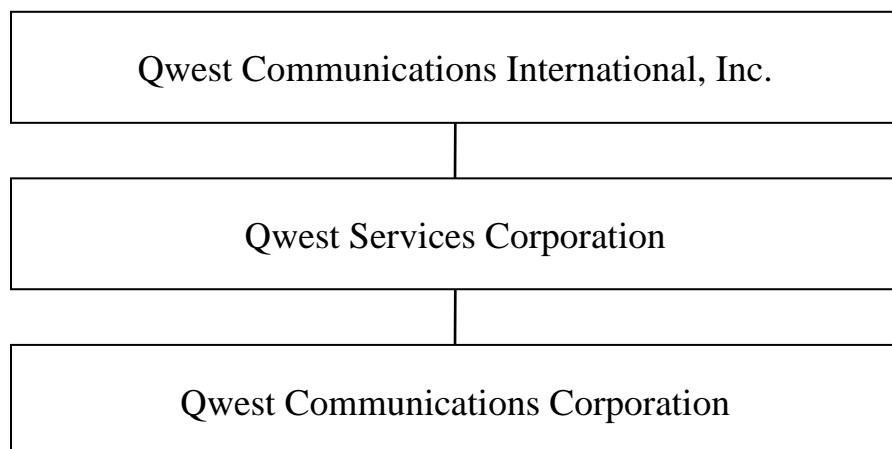 Qwest Communications International, Inc.
Qwest Services Corporation
Qwest Communications Corporation